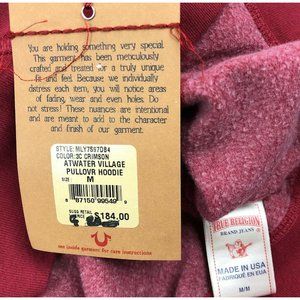 You are holding something very special.
This garment has been meticulously
crafted and treated for a truly unique
fit and feel. Because we individually
distress each item, you will notice areas
of fading, wear and even holes. Do
not stress! These nuances are intentional
and are meant to add to the character
and finish of our garment.
STYLE: MLY7597DB4
COLOR: 3C CRIMSON
ATWATER VILLAGE
PULLOVR HOODIE
SIZE: M
SUGG. RETAIL
$184.00
see inside garment for care instructions
TRUE RELIGION
BRAND JEANS
MADE IN USA
FABRIQUÉ EN EUA
M/M